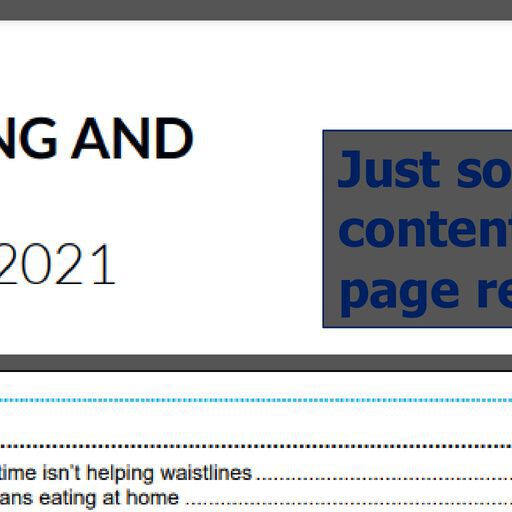 NG AND
2021
Just so
content
page re
time isn't helping waistlines
ans eating at home